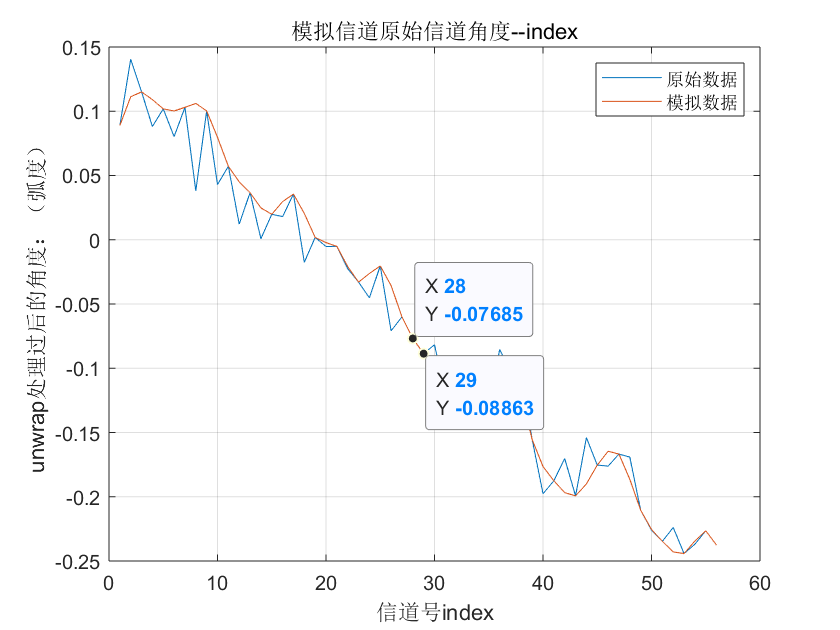 模拟信道原始信道角度--index
unwrap处理过后的角度：（弧度）
0.15
0.1
0.05
0
-0.05
-0.1
-0.15
-0.2
-0.25
原始数据
模拟数据
X 28
Y -0.07685
X 29
Y -0.08863
0 10 20 30 40 50 60
信道号index